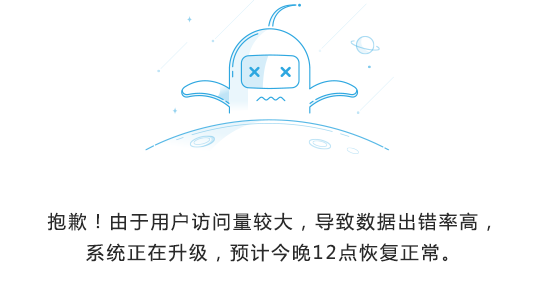 抱歉！由于用户访问量较大，导致数据出错率高，
系统正在升级，预计今晚12点恢复正常。